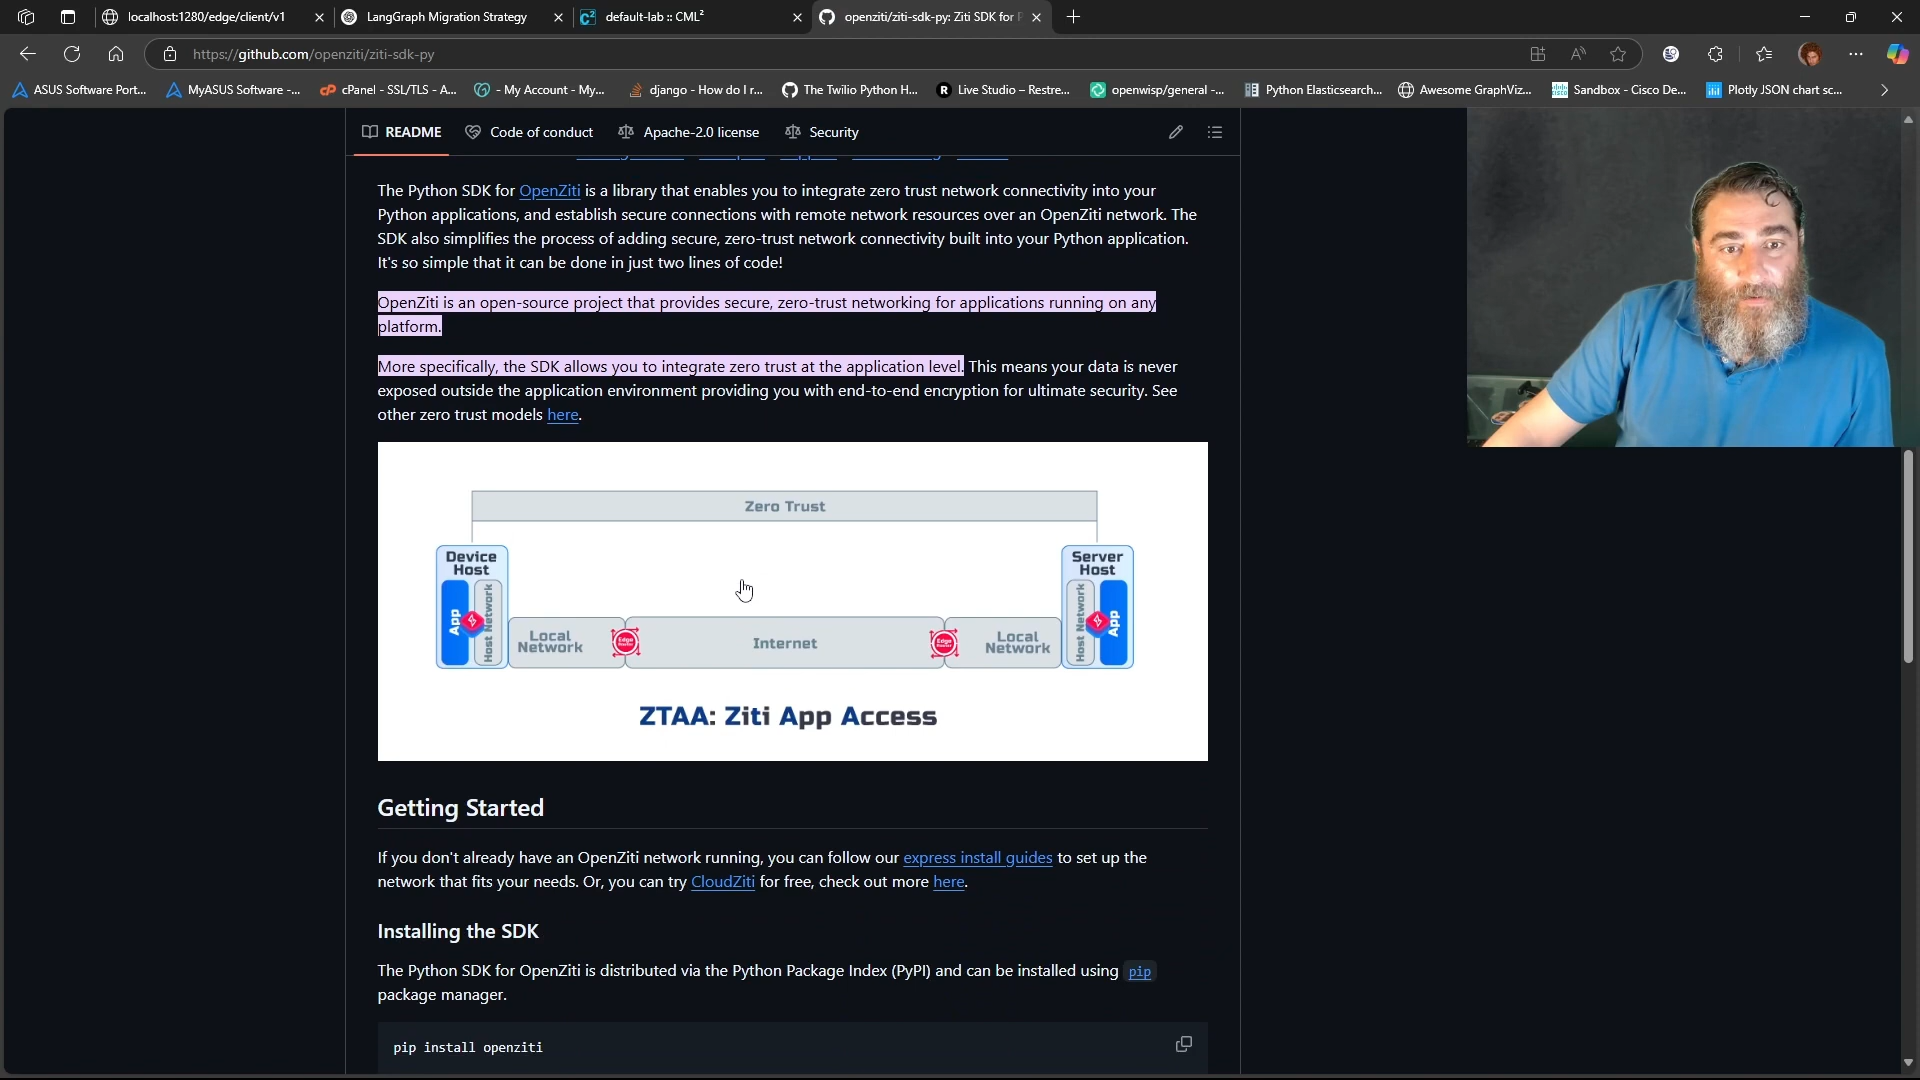 localhost:1280/edge/client/v1
LangGraph Migration Strategy
default-lab :: CML²
openziti/ziti-sdk-py: Ziti SDK for P
https://github.com/openziti/ziti-sdk-py
ASUS Software Port...
MyASUS Software -...
cPanel - SSL/TLS - A...
- My Account - My...
django - How do I r...
The Twilio Python H...
Live Studio – Restre...
openwisp/general -...
Python Elasticsearch...
Awesome GraphViz...
Sandbox - Cisco De...
Plotly JSON chart sc...
README
Code of conduct
Apache-2.0 license
Security
The Python SDK for OpenZiti is a library that enables you to integrate zero trust network connectivity into your
Python applications, and establish secure connections with remote network resources over an OpenZiti network. The
SDK also simplifies the process of adding secure, zero-trust network connectivity built into your Python application.
It's so simple that it can be done in just two lines of code!
OpenZiti is an open-source project that provides secure, zero-trust networking for applications running on any
platform.
More specifically, the SDK allows you to integrate zero trust at the application level. This means your data is never
exposed outside the application environment providing you with end-to-end encryption for ultimate security. See
other zero trust models here.
Zero Trust
Device
Host
App
Host Network
Local
Network
Edge
Router
Internet
Edge
Router
Local
Network
Server
Host
Host Network
App
ZTAA: Ziti App Access
Getting Started
If you don't already have an OpenZiti network running, you can follow our express install guides to set up the
network that fits your needs. Or, you can try CloudZiti for free, check out more here.
Installing the SDK
The Python SDK for OpenZiti is distributed via the Python Package Index (PyPI) and can be installed using pip
package manager.
pip install openziti